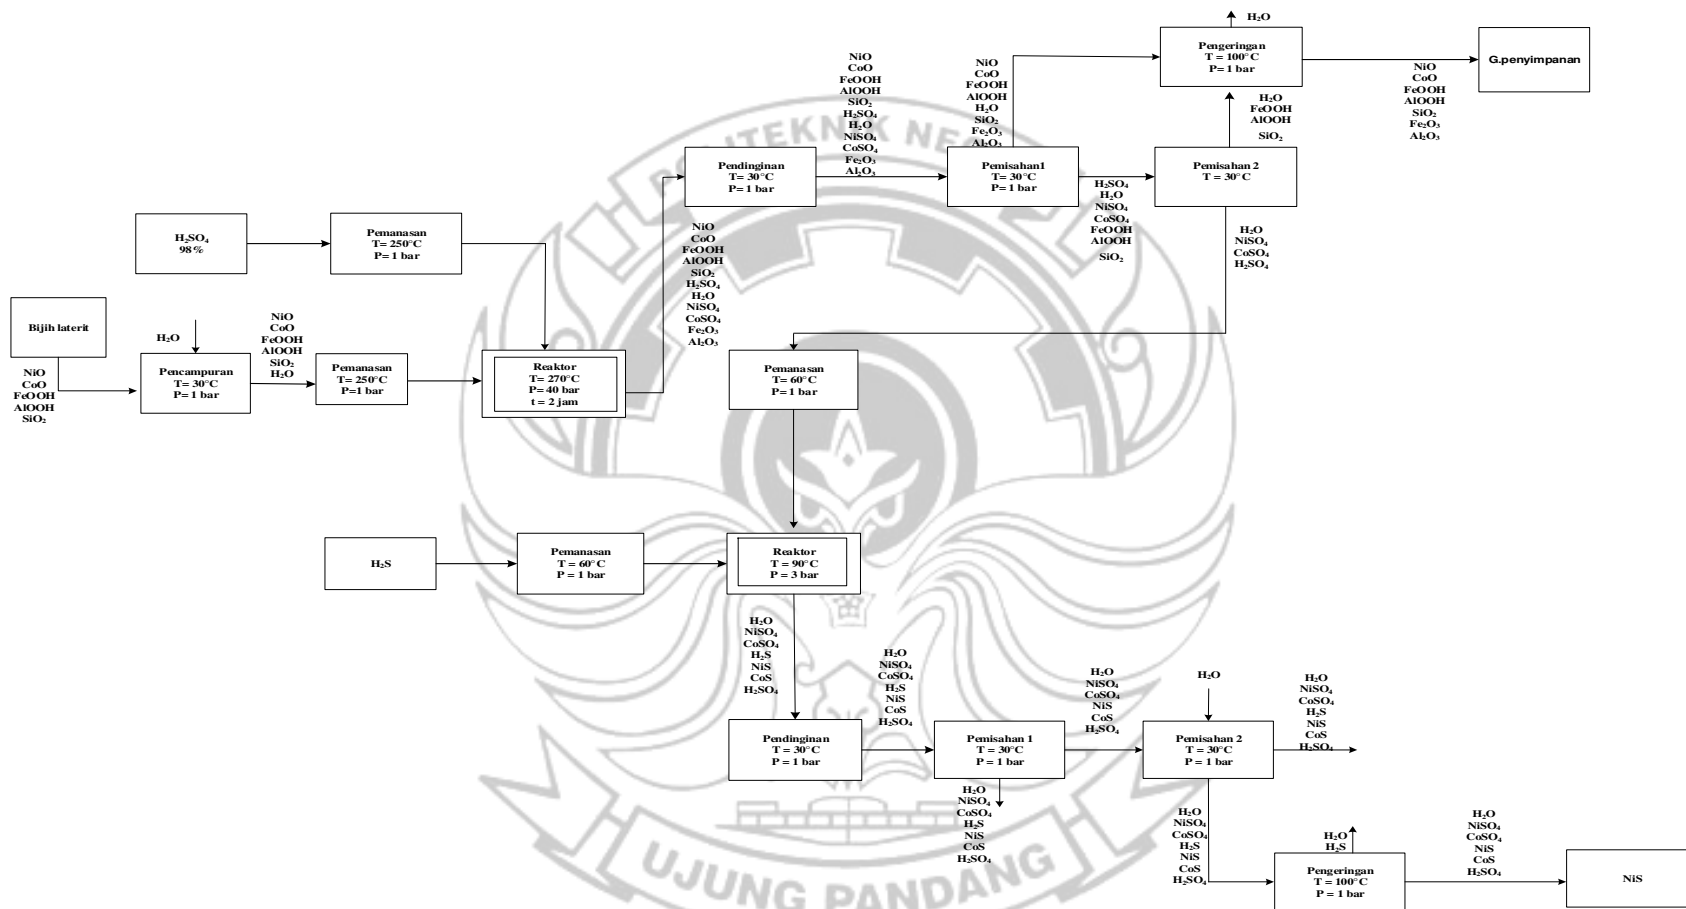 H₂O
Pengeringan
T = 100°C
P= 1 bar
G.penyimpanan
NiO
CoO
FeOOH
AlOOH
SiO₂
Fe₂O₃
Al₂O₃
H₂O
FeOOH
AlOOH
SiO₂
NiO
CoO
FeOOH
AlOOH
H₂O
SiO₂
Fe₂O₃
Al₂O₃
NiO
CoO
FeOOH
AlOOH
SiO₂
H₂SO₄
H₂O
NiSO₄
CoSO₄
Fe₂O₃
Al₂O₃
POLITEKNIK NEGERI
Pendinginan
T= 30°C
P= 1 bar
Pemisahan1
T= 30°C
P= 1 bar
Pemisahan 2
T = 30°C
H₂SO₄
H₂O
NiSO₄
CoSO₄
FeOOH
AlOOH
SiO₂
H₂O
NiSO₄
CoSO₄
H₂SO₄
H₂SO₄
98%
Pemanasan
T= 250°C
P= 1 bar
NiO
CoO
FeOOH
AlOOH
SiO₂
H₂SO₄
H₂O
NiSO₄
CoSO₄
Fe₂O₃
Al₂O₃
Bijih laterit
NiO
CoO
FeOOH
AlOOH
SiO₂
H₂O
Pencampuran
T= 30°C
P= 1 bar
NiO
CoO
FeOOH
AlOOH
SiO₂
H₂O
Pemanasan
T= 250°C
P=1 bar
Reaktor
T= 270°C
P= 40 bar
t = 2 jam
Pemanasan
T= 60°C
P= 1 bar
H₂S
Pemanasan
T = 60°C
P = 1 bar
Reaktor
T = 90°C
P = 3 bar
H₂O
NiSO₄
CoSO₄
H₂S
NiS
CoS
H₂SO₄
Pendinginan
T = 30°C
P = 1 bar
H₂O
NiSO₄
CoSO₄
H₂S
NiS
CoS
H₂SO₄
Pemisahan 1
T = 30°C
P = 1 bar
H₂O
NiSO₄
CoSO₄
H₂S
NiS
CoS
H₂SO₄
H₂O
NiSO₄
CoSO₄
NiS
CoS
H₂SO₄
H₂O
Pemisahan 2
T = 30°C
P = 1 bar
H₂O
NiSO₄
CoSO₄
H₂S
NiS
CoS
H₂SO₄
H₂O
NiSO₄
CoSO₄
H₂S
NiS
CoS
H₂SO₄
H₂O
H₂S
Pengeringan
T = 100°C
P = 1 bar
H₂O
NiSO₄
CoSO₄
NiS
CoS
H₂SO₄
NiS
UJUNG PANDANG